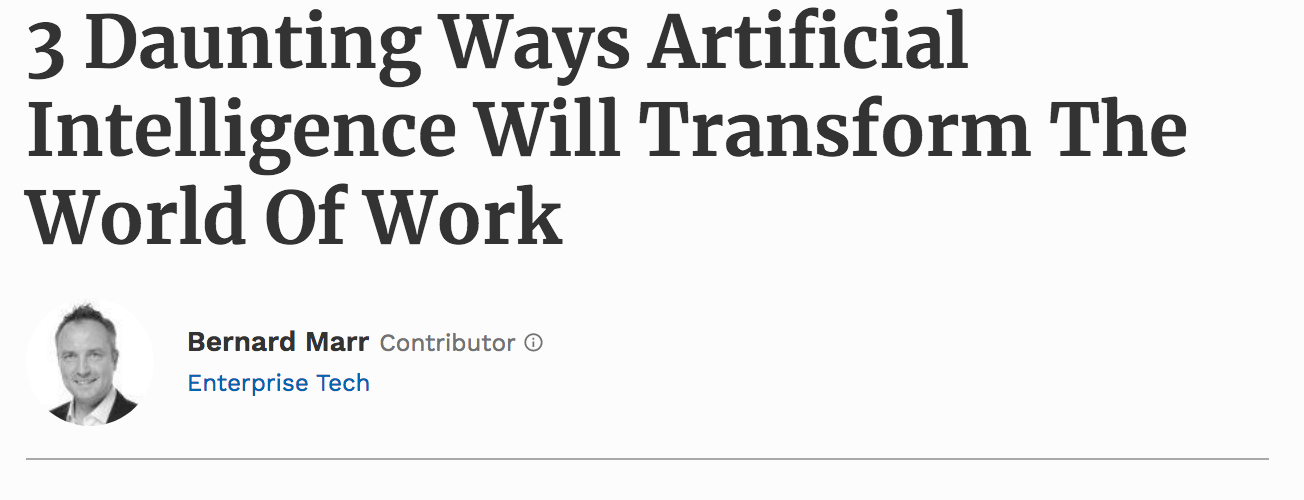 3 Daunting Ways Artificial
Intelligence Will Transform The
World Of Work
Bernard Marr Contributor
Enterprise Tech